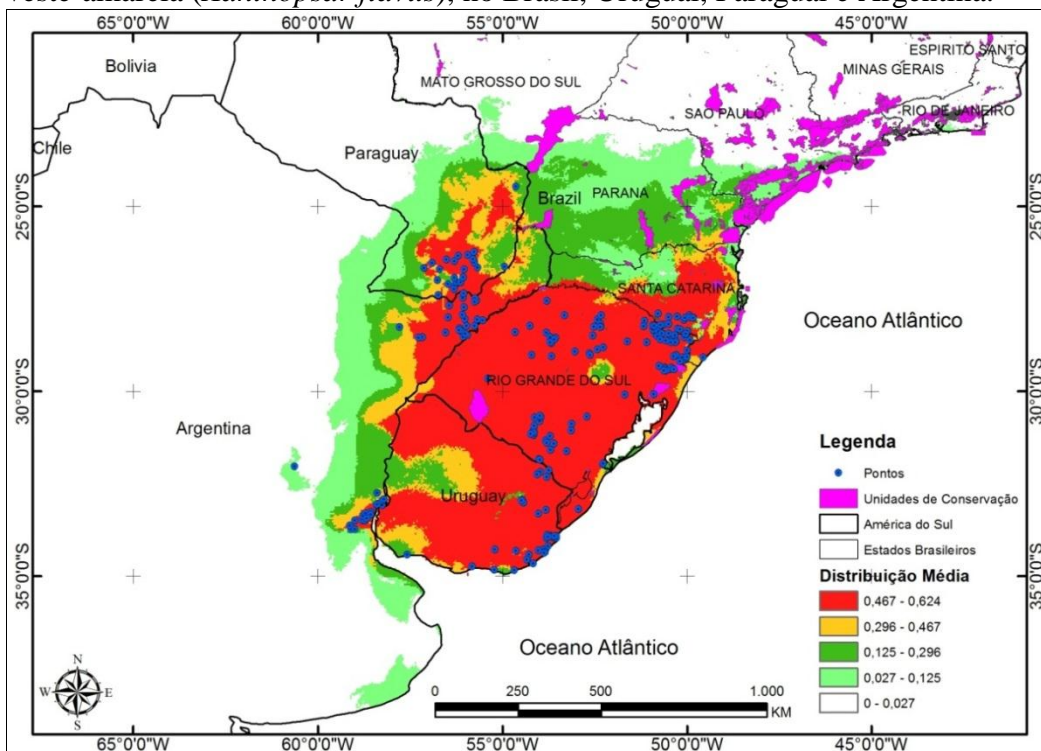 veste-amarela (Xanthopsar flavus), no Brasil, Uruguai, Paraguai e Argentina.
65°0'0"W 60°0'0"W 55°0'0"W 50°0'0"W 45°0'0"W
Bolivia
ESPIRITO SANTO
MATO GROSSO DO SUL
MINAS GERAIS
SAO PAULO
RIO DE JANEIRO
Chile
Paraguay
Brazil
PARANA
25°0'0"S 25°0'0"S
SANTA CATARINA
Oceano Atlântico
RIO GRANDE DO SUL
30°0'0"S 30°0'0"S
Argentina
Uruguay
Legenda
Pontos
Unidades de Conservação
América do Sul
Estados Brasileiros
Distribuição Média
0,467 - 0,624
0,296 - 0,467
0,125 - 0,296
0,027 - 0,125
0 - 0,027
35°0'0"S 35°0'0"S
Oceano Atlântico
N
W E
S
0 250 500 1.000
KM
65°0'0"W 60°0'0"W 55°0'0"W 50°0'0"W 45°0'0"W